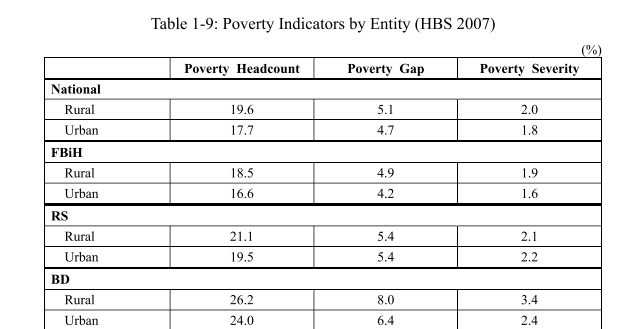 Table 1-9: Poverty Indicators by Entity (HBS 2007)
(%)
Poverty Headcount Poverty Gap Poverty Severity
National
Rural 19.6 5.1 2.0
Urban 17.7 4.7 1.8
FBiH
Rural 18.5 4.9 1.9
Urban 16.6 4.2 1.6
RS
Rural 21.1 5.4 2.1
Urban 19.5 5.4 2.2
BD
Rural 26.2 8.0 3.4
Urban 24.0 6.4 2.4